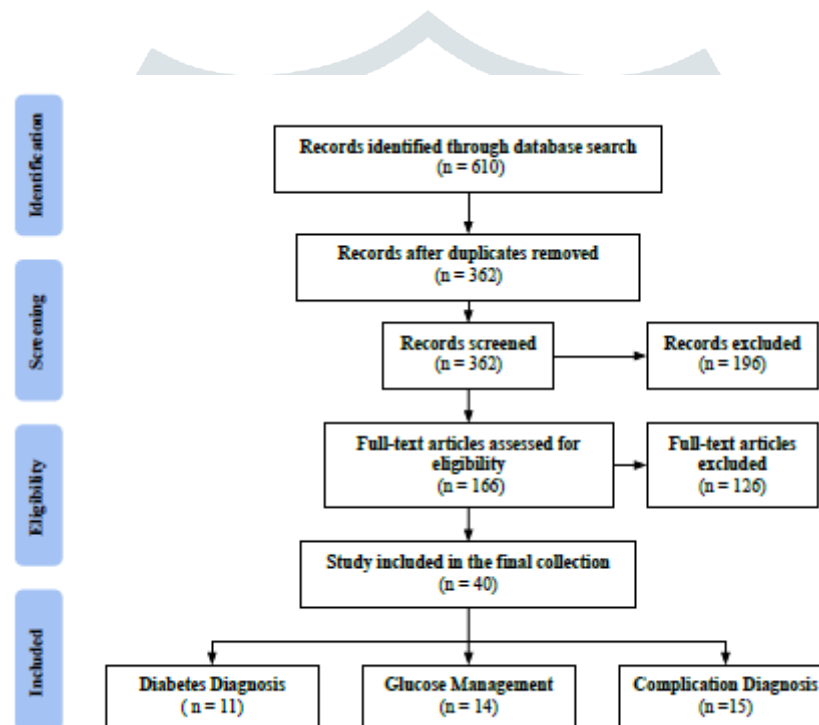 Identification
Records identified through database search
(n = 610)
Records after duplicates removed
(n = 362)
Screening
Records screened
(n = 362)
Records excluded
(n = 196)
Eligibility
Full-text articles assessed for
eligibility
(n = 166)
Full-text articles
excluded
(n = 126)
Study included in the final collection
(n = 40)
Included
Diabetes Diagnosis
( n = 11)
Glucose Management
(n = 14)
Complication Diagnosis
(n =15)